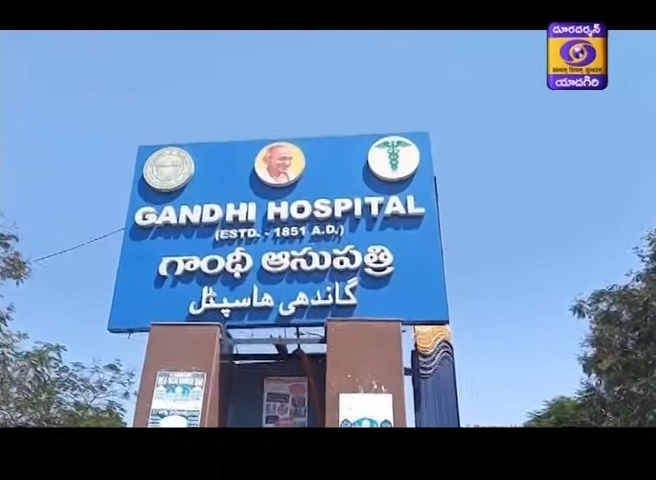 దూరదర్శన్
యాదగిరి
GANDHI HOSPITAL
(ESTD. - 1851 A.D.)
గాంధీ ఆసుపత్రి
گاندھی ہاسپٹل